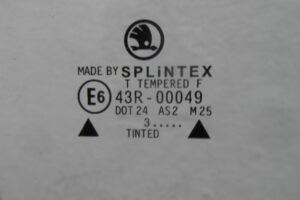 MADE BY SPLiNTEX
T TEMPERED F
E6 43R-00049
DOT 24 AS2 M25
3.....
TINTED